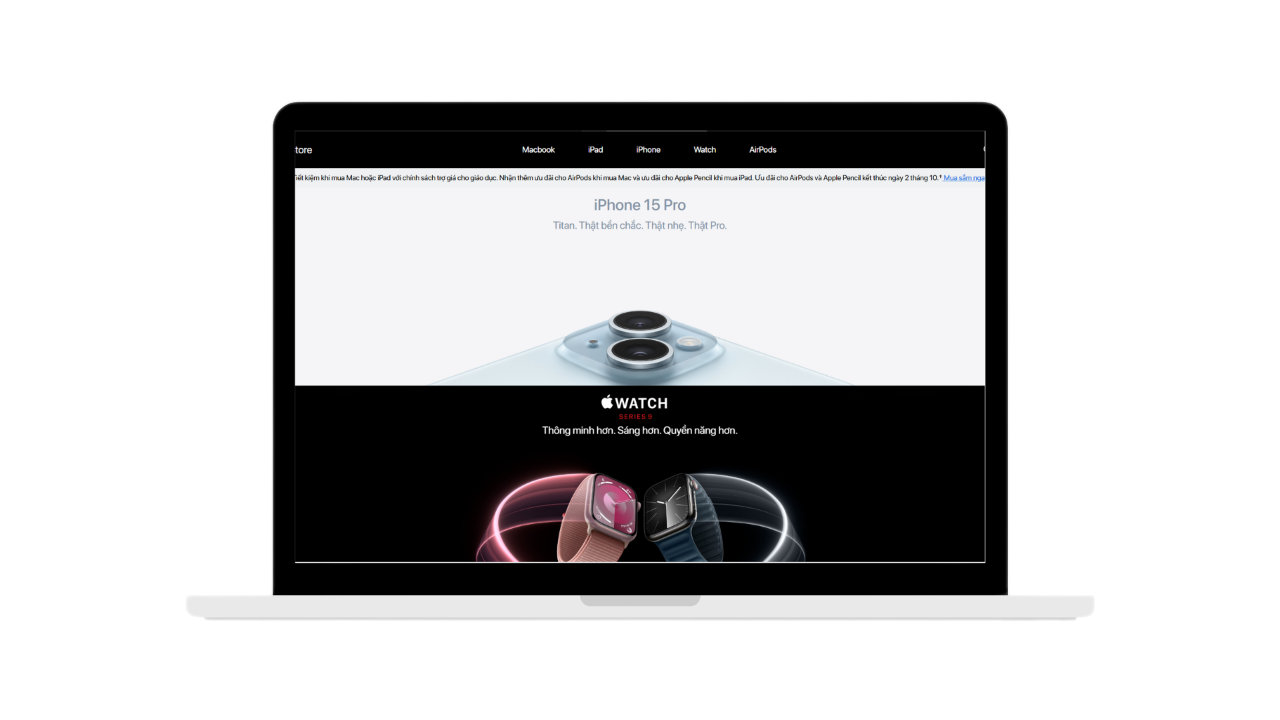 tore
Macbook iPad iPhone Watch AirPods
Tiết kiệm khi mua Mac hoặc iPad với chính sách trợ giá cho giáo dục. Nhận thêm ưu đãi cho AirPods khi mua Mac và ưu đãi cho Apple Pencil khi mua iPad. Ưu đãi cho AirPods và Apple Pencil kết thúc ngày 2 tháng 10.† Mua sắm nga
iPhone 15 Pro
Titan. Thật bền chắc. Thật nhẹ. Thật Pro.
WATCH
SERIES 9
Thông minh hơn. Sáng hơn. Quyền năng hơn.